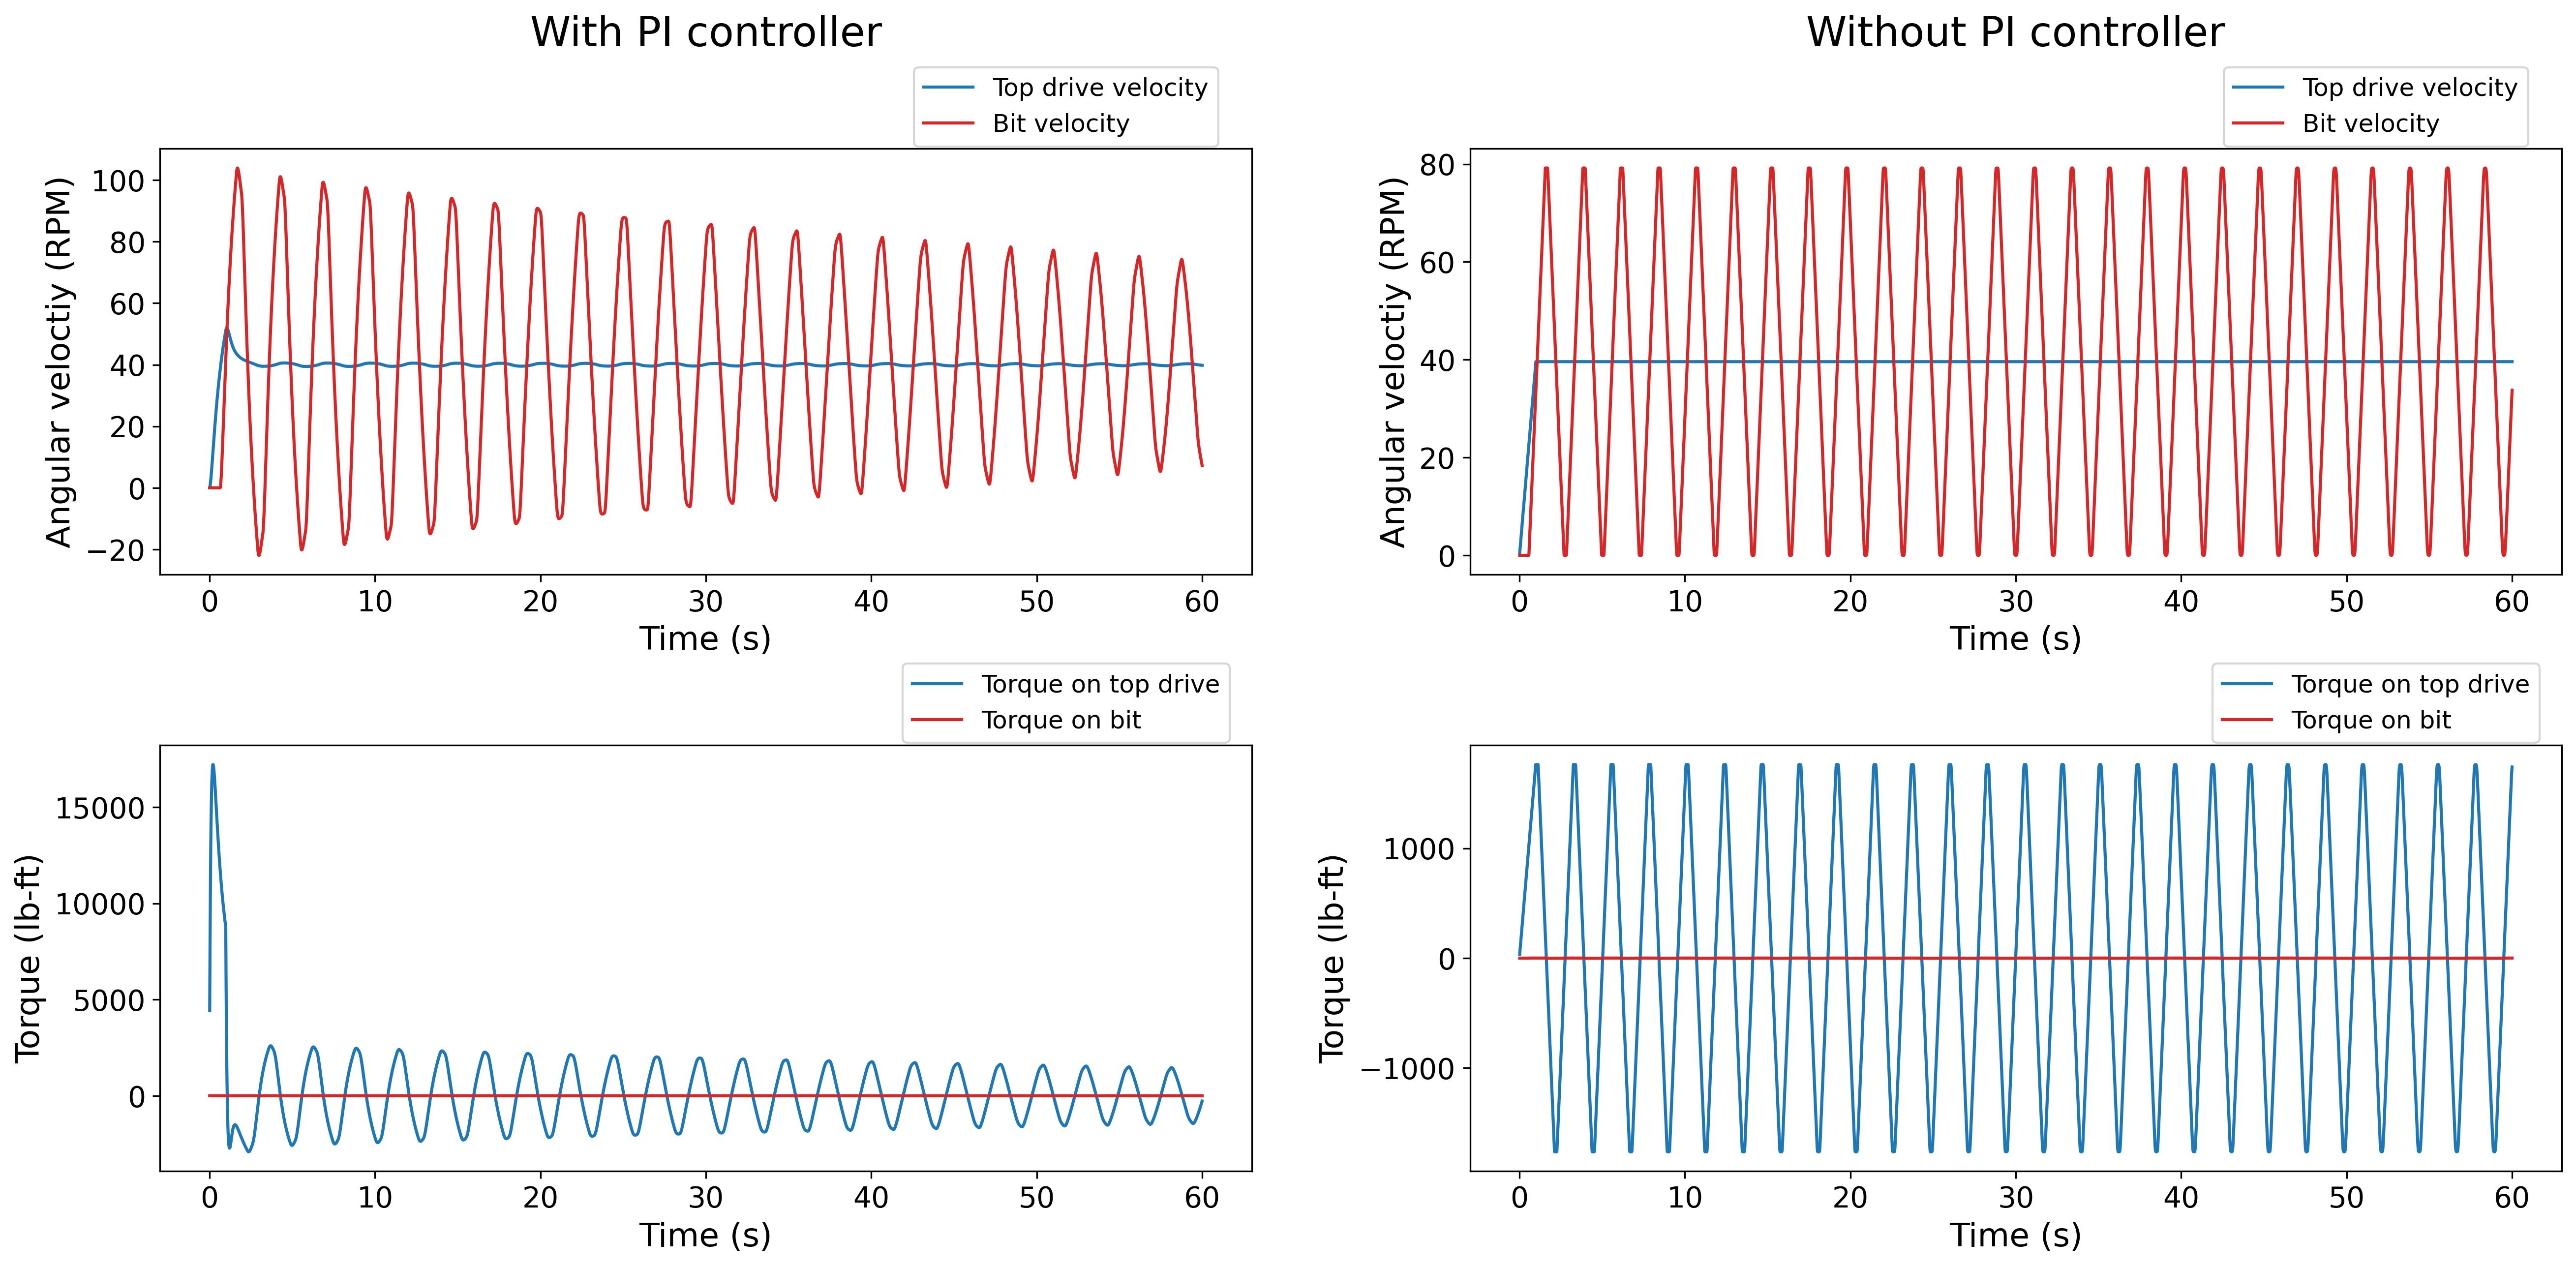 With PI controller
Without PI controller
Top drive velocity
Bit velocity
Top drive velocity
Bit velocity
Angular veloctiy (RPM)
100
80
60
40
20
0
−20
0 10 20 30 40 50 60
Time (s)
Angular veloctiy (RPM)
80
60
40
20
0
0 10 20 30 40 50 60
Time (s)
Torque on top drive
Torque on bit
Torque on top drive
Torque on bit
Torque (lb-ft)
15000
10000
5000
0
0 10 20 30 40 50 60
Time (s)
Torque (lb-ft)
1000
0
−1000
0 10 20 30 40 50 60
Time (s)